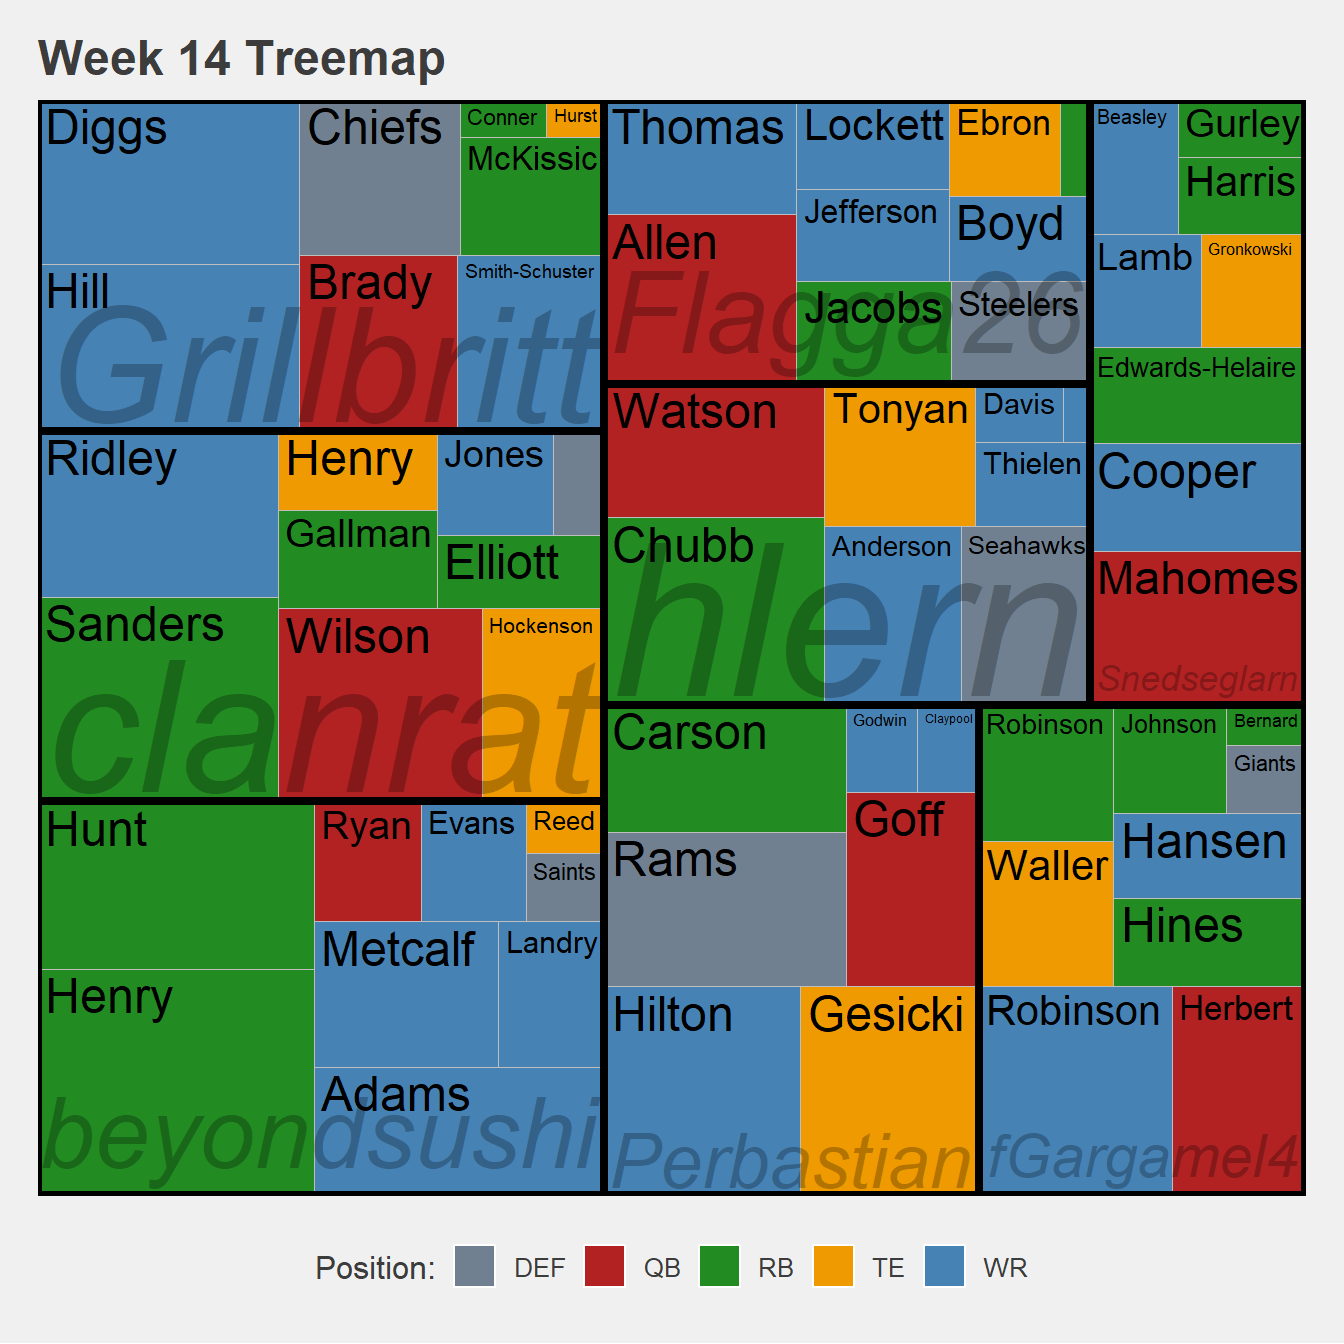 Week 14 Treemap
Diggs
Chiefs
Conner
Hurst
McKissic
Hill
Brady
Smith-Schuster
Grillbritt
Ridley
Henry
Jones
Gallman
Elliott
Sanders
Wilson
Hockenson
clanrat
Hunt
Ryan
Evans
Reed
Saints
Metcalf
Landry
Henry
Adams
beyondsushi
Thomas
Lockett
Ebron
Jefferson
Boyd
Allen
Jacobs
Steelers
Flagga26
Watson
Tonyan
Davis
Thielen
Chubb
Anderson
Seahawks
hlern
Beasley
Gurley
Harris
Lamb
Gronkowski
Edwards-Helaire
Cooper
Mahomes
Snedseglarn
Carson
Godwin
Claypool
Goff
Rams
Hilton
Gesicki
Perbastian
Robinson
Johnson
Bernard
Giants
Hansen
Waller
Hines
Robinson
Herbert
fGargamel4
Position: DEF QB RB TE WR